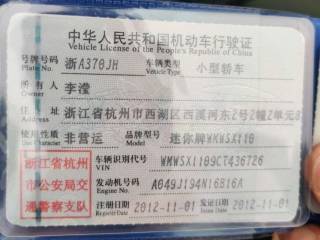 中华人民共和国机动车行驶证
Vehicle License of the People's Republic of China
号牌号码 浙A370JH 车辆类型 小型轿车
Plate No. Vehicle Type
所有人 李滢
Owner
住址 浙江省杭州市西湖区西溪河东2号2幢2单元8
Address
使用性质 非营运 品牌型号 迷你牌WMWSX110
Use Character Model
浙江省杭州
市公安局交
通警察支队
车辆识别代号 WMWSX1109CT436726
VIN
发动机号码 A049J194N16B16A
Engine No.
注册日期 2012-11-01 发证日期 2012-11-01
Register Date Issue Date